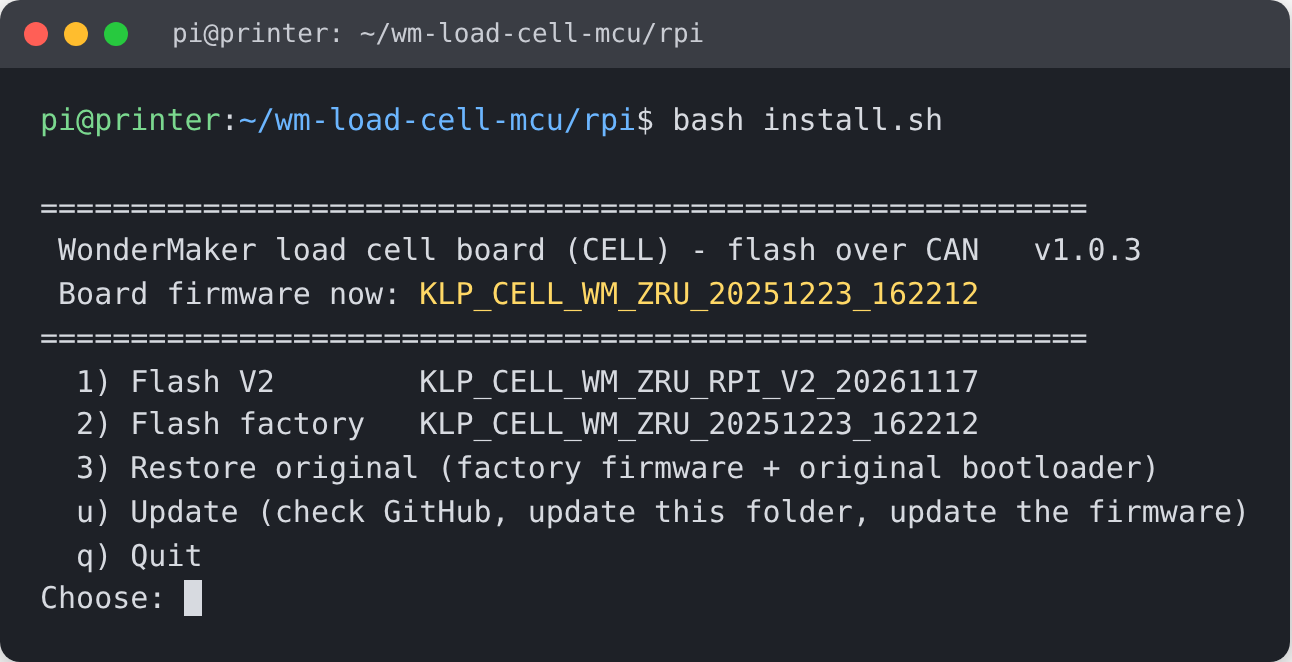 pi@printer: ~/wm-load-cell-mcu/rpi
pi@printer:~/wm-load-cell-mcu/rpi$ bash install.sh
==========================================================
WonderMaker load cell board (CELL) - flash over CAN   v1.0.3
Board firmware now: KLP_CELL_WM_ZRU_20251223_162212
==========================================================
1) Flash V2        KLP_CELL_WM_ZRU_RPI_V2_20261117
2) Flash factory   KLP_CELL_WM_ZRU_20251223_162212
3) Restore original (factory firmware + original bootloader)
u) Update (check GitHub, update this folder, update the firmware)
q) Quit
Choose: